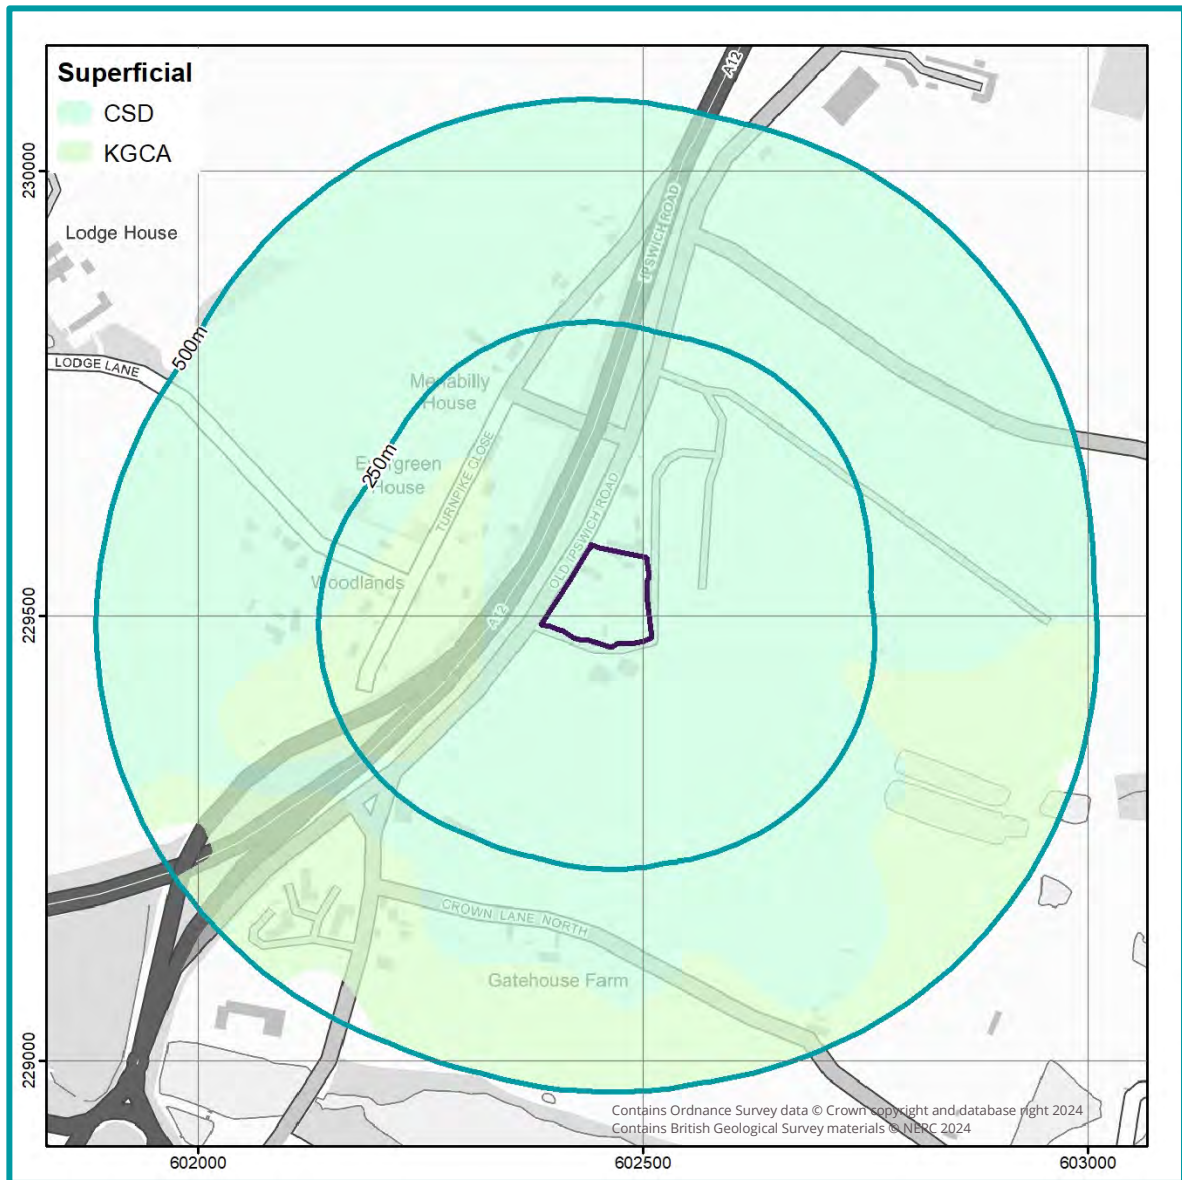 Superficial
CSD
KGCA
A12
230000
IPSWICH ROAD
Lodge House
500m
LODGE LANE
Menabilly
House
250m
Evergreen
House
TURNPIKE CLOSE
OLD IPSWICH ROAD
Woodlands
A12
229500
CROWN LANE NORTH
Gatehouse Farm
229000
Contains Ordnance Survey data © Crown copyright and database right 2024
Contains British Geological Survey materials © NERC 2024
602000
602500
603000